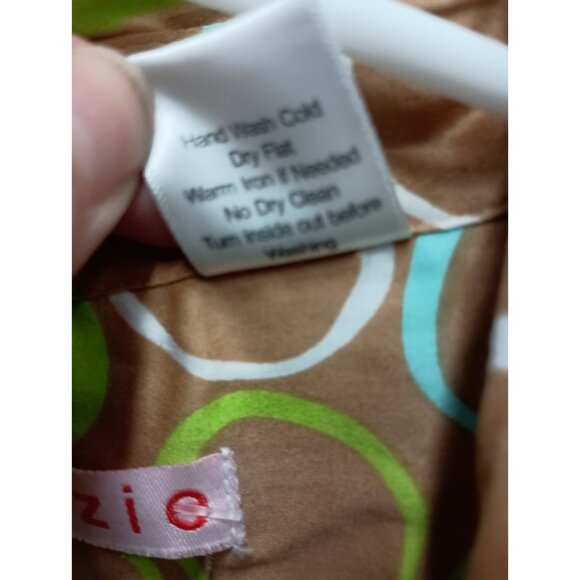 Hand Wash Cold
Dry Flat
Warm Iron If Needed
No Dry Clean
Turn inside out before
Washing
zic